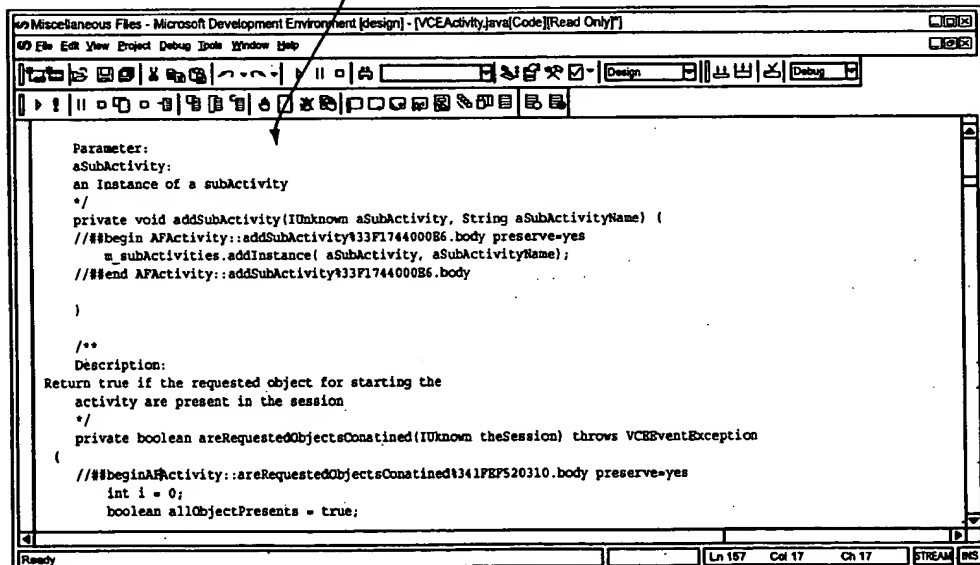 Miscellaneous Files - Microsoft Development Environment [design] - [VCEActivity.java[Code][Read Only]*]
File Edit View Project Debug Tools Window Help
Design Debug
Parameter:
aSubActivity:
an Instance of a subActivity
*/
private void addSubActivity(IUnknown aSubActivity, String aSubActivityName) {
//##begin AFActivity::addSubActivity%33F1744000E6.body preserve=yes
m_subActivities.addInstance( aSubActivity, aSubActivityName);
//##end AFActivity::addSubActivity%33F1744000E6.body
}
/**
Description:
Return true if the requested object for starting the
activity are present in the session
*/
private boolean areRequestedObjectsConatined(IUknown theSession) throws VCEEventException
{
//##beginAFActivity::areRequestedObjectsConatined%341FEF520310.body preserve=yes
int i = 0;
boolean allObjectPresents = true;
Ready Ln 157 Col 17 Ch 17 STREAM INS